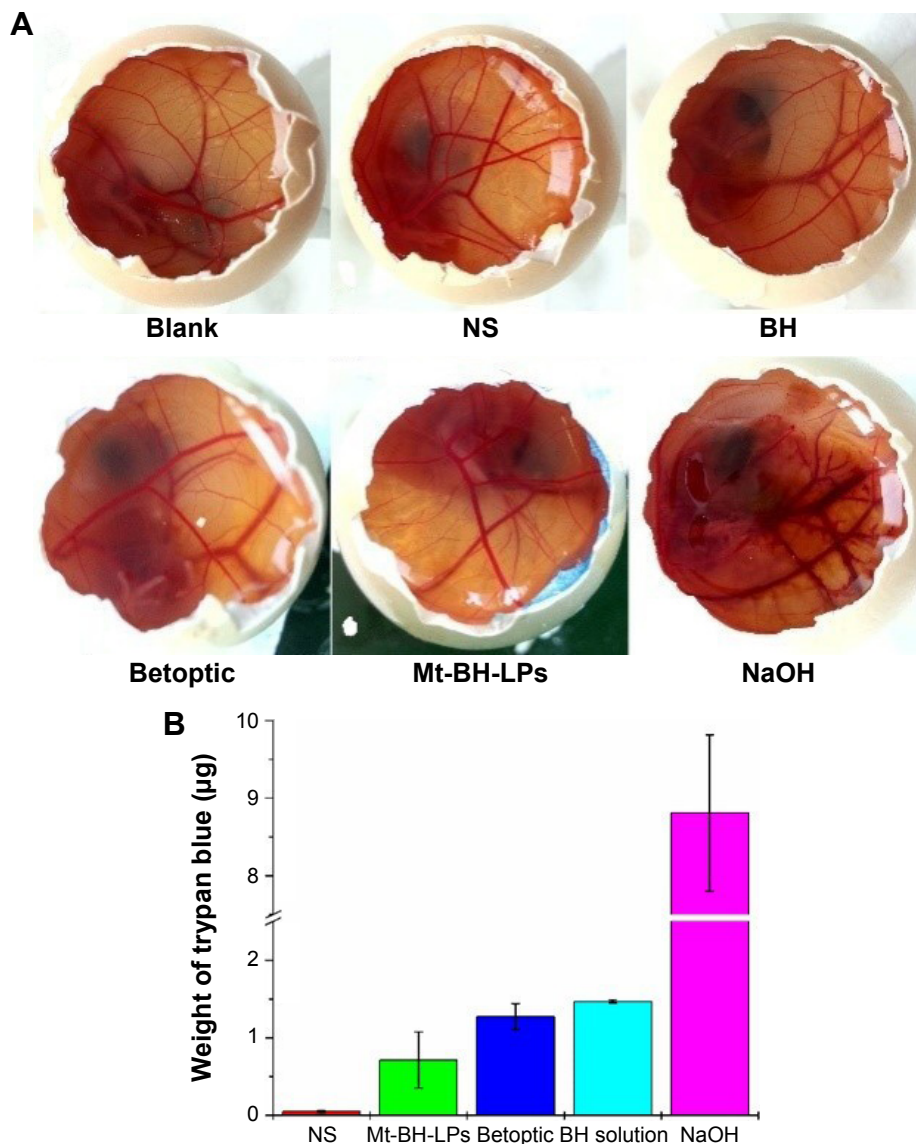 A
Blank NS BH
Betoptic Mt-BH-LPs NaOH
B
Weight of trypan blue (µg)
10
9
8
2
1
0
NS Mt-BH-LPs Betoptic BH solution NaOH